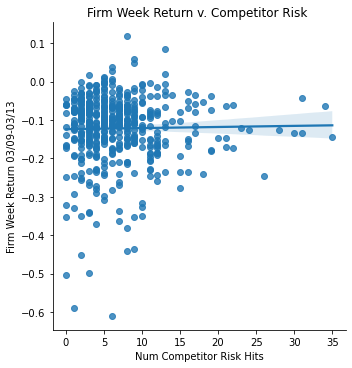 Firm Week Return v. Competitor Risk
0.1
0.0
−0.1
−0.2
−0.3
−0.4
−0.5
−0.6
Firm Week Return 03/09-03/13
0 5 10 15 20 25 30 35
Num Competitor Risk Hits